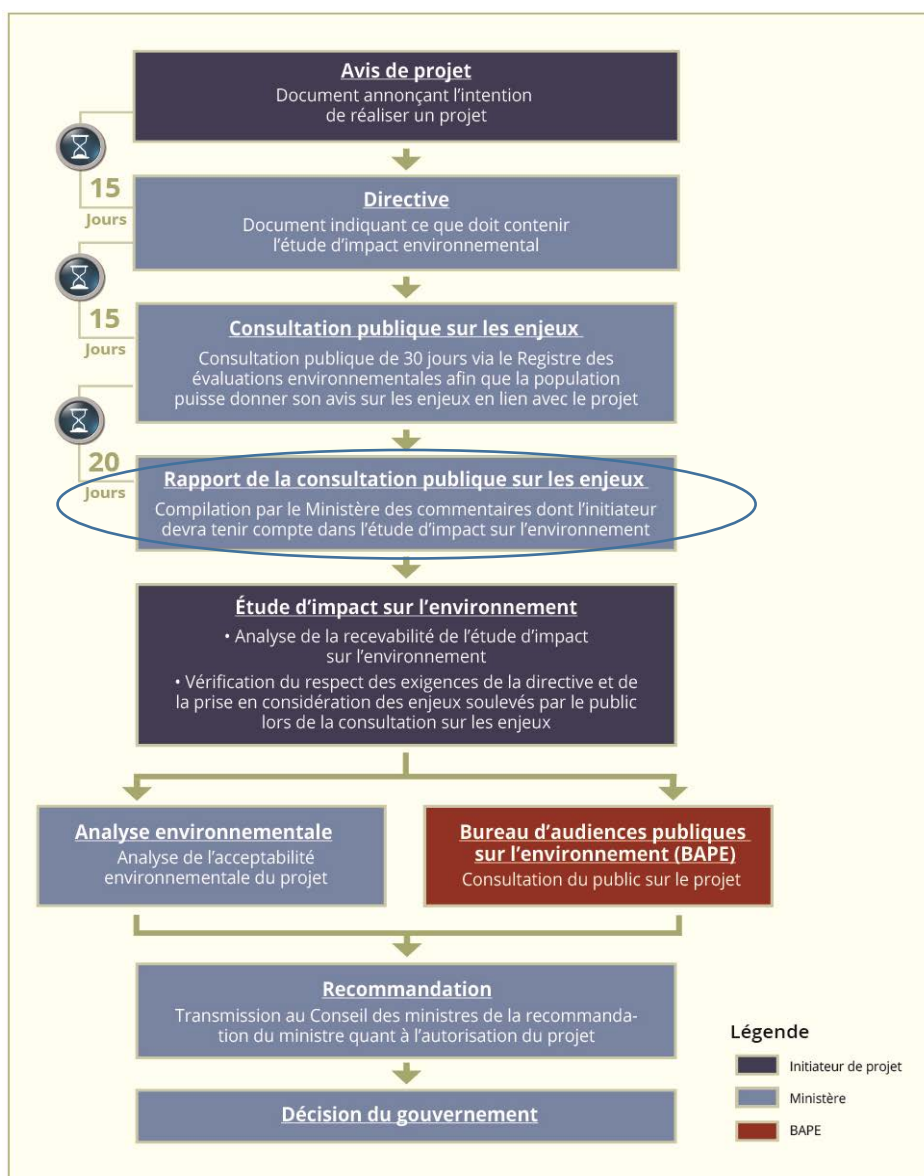 Avis de projet
Document annonçant l'intention
de réaliser un projet
15
Jours
Directive
Document indiquant ce que doit contenir
l'étude d'impact environnemental
15
Jours
Consultation publique sur les enjeux
Consultation publique de 30 jours via le Registre des
évaluations environnementales afin que la population
puisse donner son avis sur les enjeux en lien avec le projet
20
Jours
Rapport de la consultation publique sur les enjeux
Compilation par le Ministère des commentaires dont l'initiateur
devra tenir compte dans l'étude d'impact sur l'environnement
Étude d'impact sur l'environnement
• Analyse de la recevabilité de l'étude d'impact
sur l'environnement
• Vérification du respect des exigences de la directive et de
la prise en considération des enjeux soulevés par le public
lors de la consultation sur les enjeux
Analyse environnementale
Analyse de l'acceptabilité
environnementale du projet
Bureau d'audiences publiques
sur l'environnement (BAPE)
Consultation du public sur le projet
Recommandation
Transmission au Conseil des ministres de la recommanda-
tion du ministre quant à l'autorisation du projet
Décision du gouvernement
Légende
Initiateur de projet
Ministère
BAPE